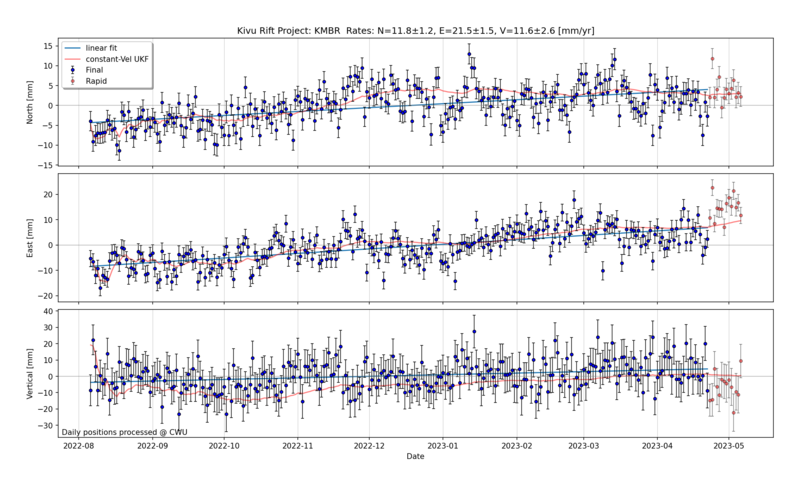 Kivu Rift Project: KMBR  Rates: N=11.8±1.2, E=21.5±1.5, V=11.6±2.6 [mm/yr]
linear fit
constant-Vel UKF
Final
Rapid
North [mm]
15
10
5
0
−5
−10
−15
East [mm]
20
10
0
−10
−20
Vertical [mm]
40
30
20
10
0
−10
−20
−30
Daily positions processed @ CWU
2022-08 2022-09 2022-10 2022-11 2022-12 2023-01 2023-02 2023-03 2023-04 2023-05
Date